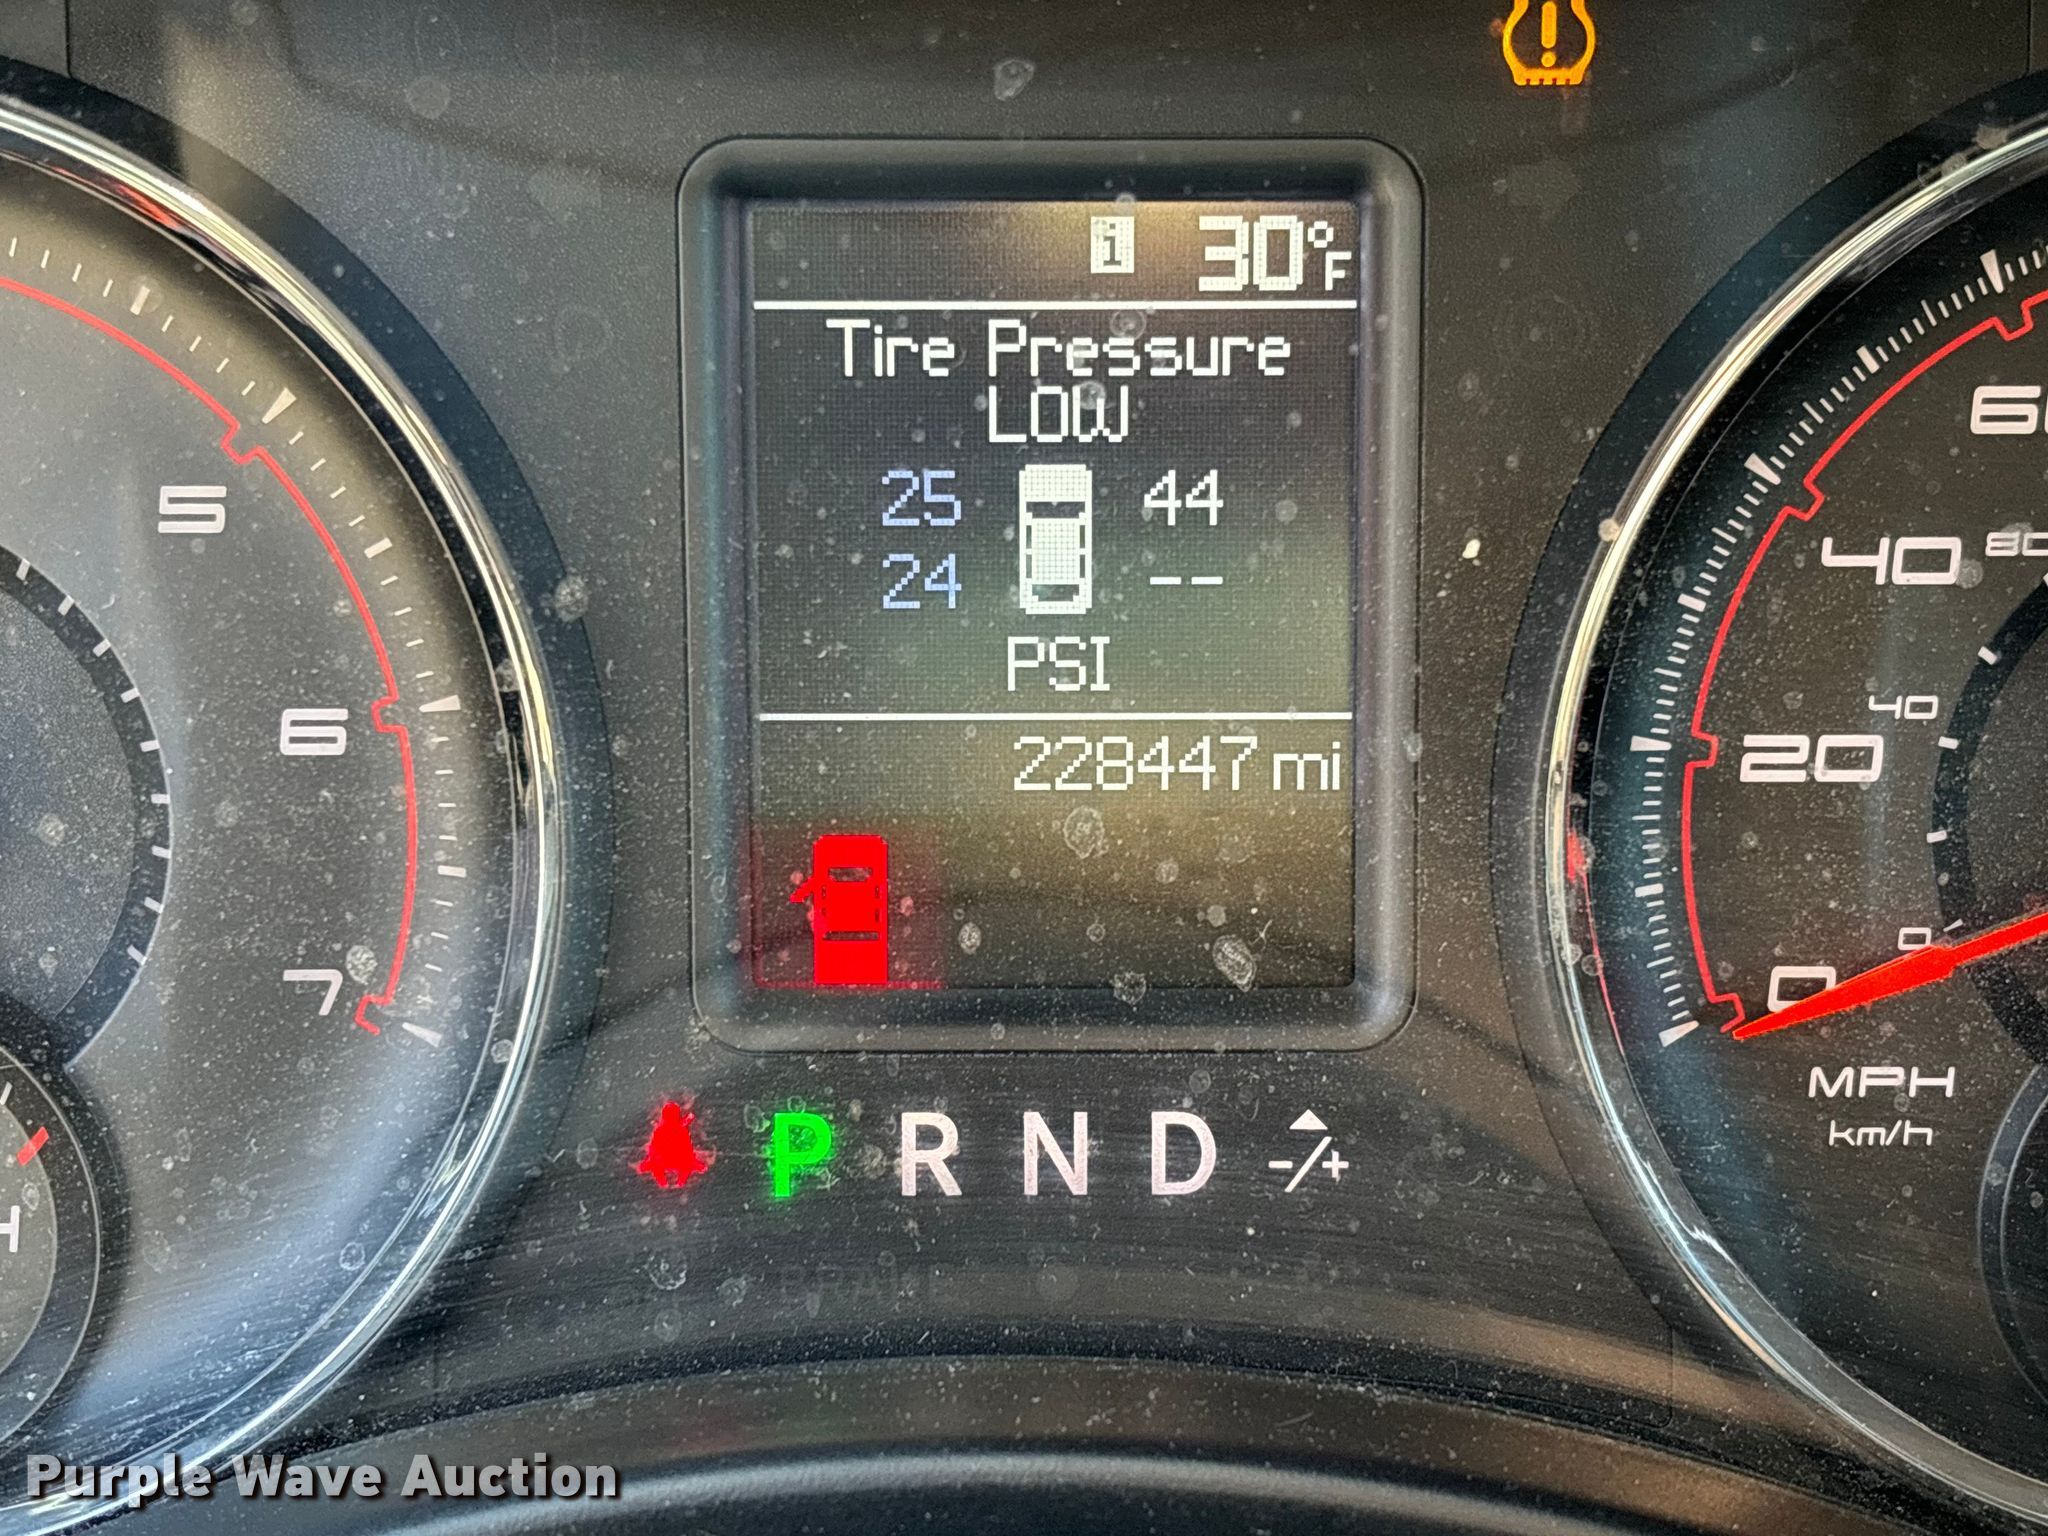 i 30°F
Tire Pressure
LOW
25 44
24 --
PSI
228447 mi
5
6
7
H
60
40 80
40
20
0
0
MPH
km/h
P R N D -/+
Purple Wave Auction